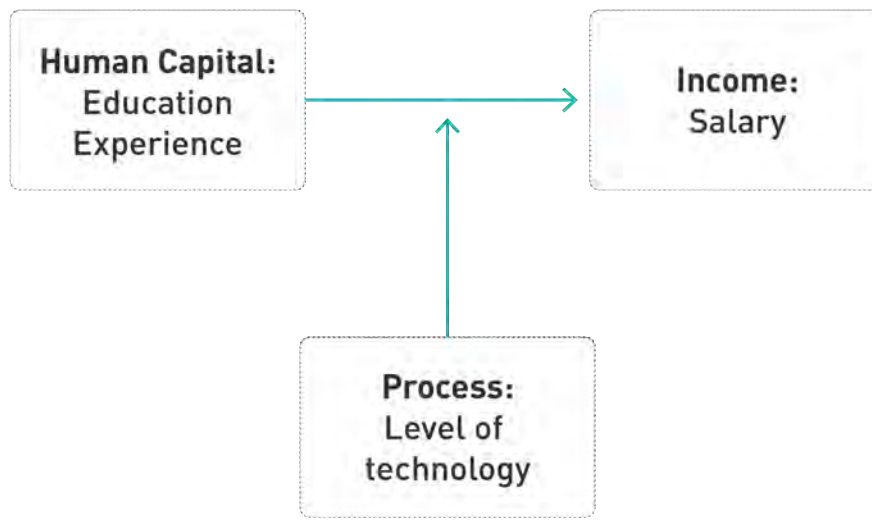 Human Capital:
Education
Experience
Income:
Salary
Process:
Level of
technology